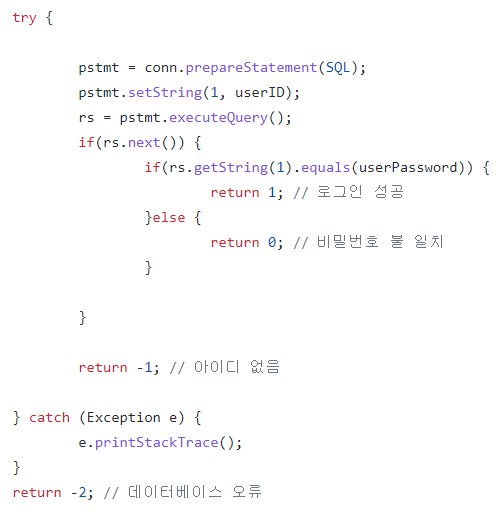 try {
pstmt = conn.prepareStatement(SQL);
pstmt.setString(1, userID);
rs = pstmt.executeQuery();
if(rs.next()) {
if(rs.getString(1).equals(userPassword)) {
return 1; // 로그인 성공
}else {
return 0; // 비밀번호 불 일치
}
}
return -1; // 아이디 없음
} catch (Exception e) {
e.printStackTrace();
}
return -2; // 데이터베이스 오류